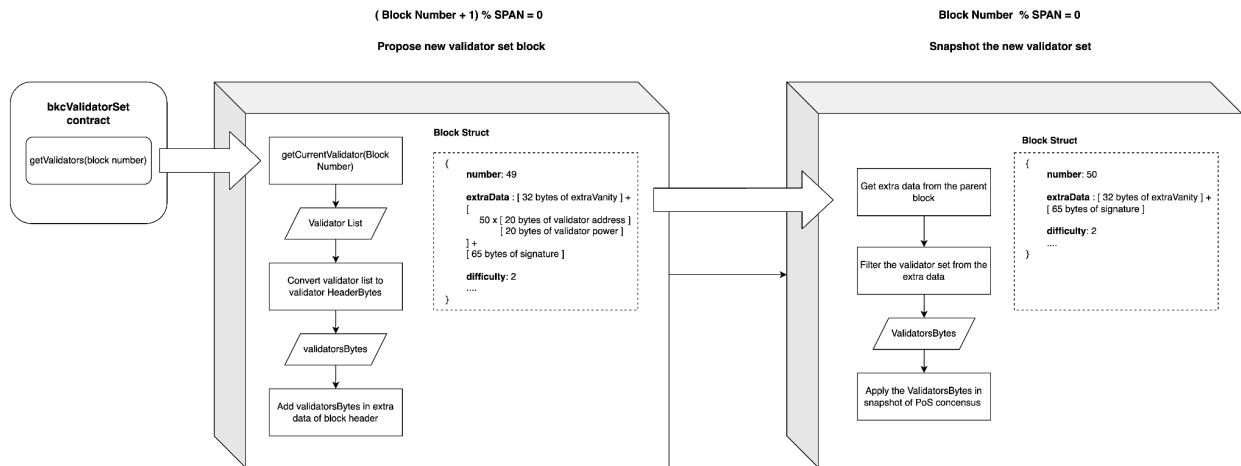 ( Block Number + 1) % SPAN = 0
Propose new validator set block
Block Number % SPAN = 0
Snapshot the new validator set
bkcValidatorSet
contract
getValidators(block number)
getCurrentValidator(Block
Number)
Validator List
Convert validator list to
validator HeaderBytes
validatorsBytes
Add validatorsBytes in extra
data of block header
Block Struct
{
number: 49
extraData : [ 32 bytes of extraVanity ] +
[
50 x [ 20 bytes of validator address ]
[ 20 bytes of validator power ]
] +
[ 65 bytes of signature ]
difficulty: 2
....
}
Get extra data from the parent
block
Filter the validator set from the
extra data
ValidatorsBytes
Apply the ValidatorsBytes in
snapshot of PoS concensus
Block Struct
{
number: 50
extraData : [ 32 bytes of extraVanity ] +
[ 65 bytes of signature ]
difficulty: 2
....
}